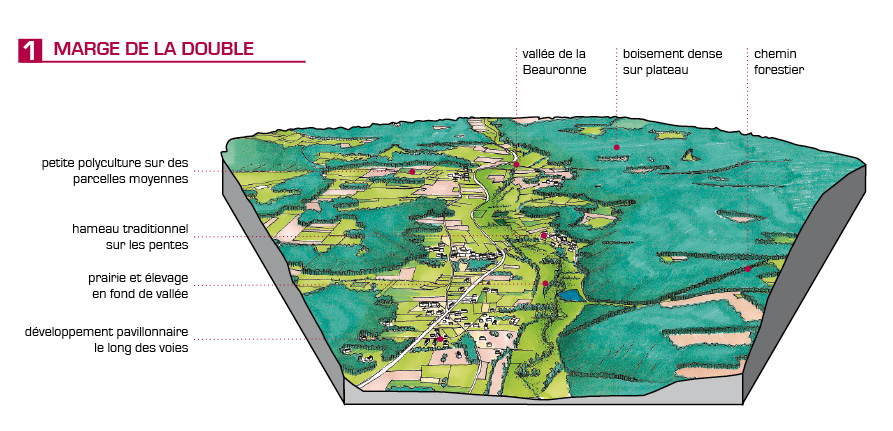 1 MARGE DE LA DOUBLE
vallée de la
Beauronne
boisement dense
sur plateau
chemin
forestier
petite polyculture sur des
parcelles moyennes
hameau traditionnel
sur les pentes
prairie et élevage
en fond de vallée
développement pavillonnaire
le long des voies